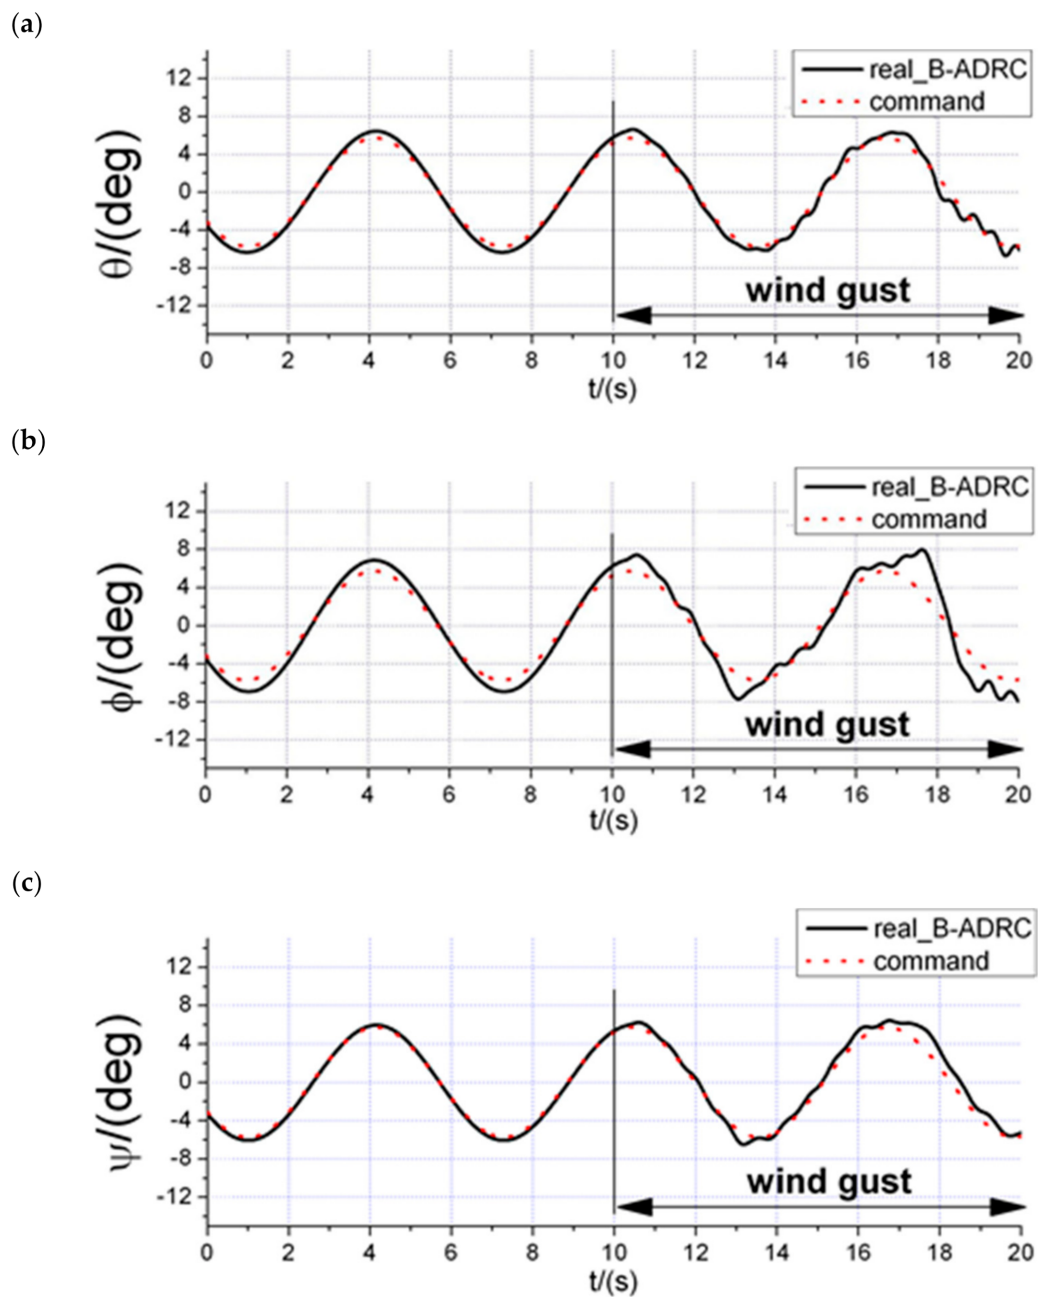 (a)
real_B-ADRC
command
θ/(deg)
12
8
4
0
-4
-8
-12
wind gust
0 2 4 6 8 10 12 14 16 18 20
t/(s)
(b)
real_B-ADRC
command
ϕ/(deg)
12
8
4
0
-4
-8
-12
wind gust
0 2 4 6 8 10 12 14 16 18 20
t/(s)
(c)
real_B-ADRC
command
ψ/(deg)
12
8
4
0
-4
-8
-12
wind gust
0 2 4 6 8 10 12 14 16 18 20
t/(s)